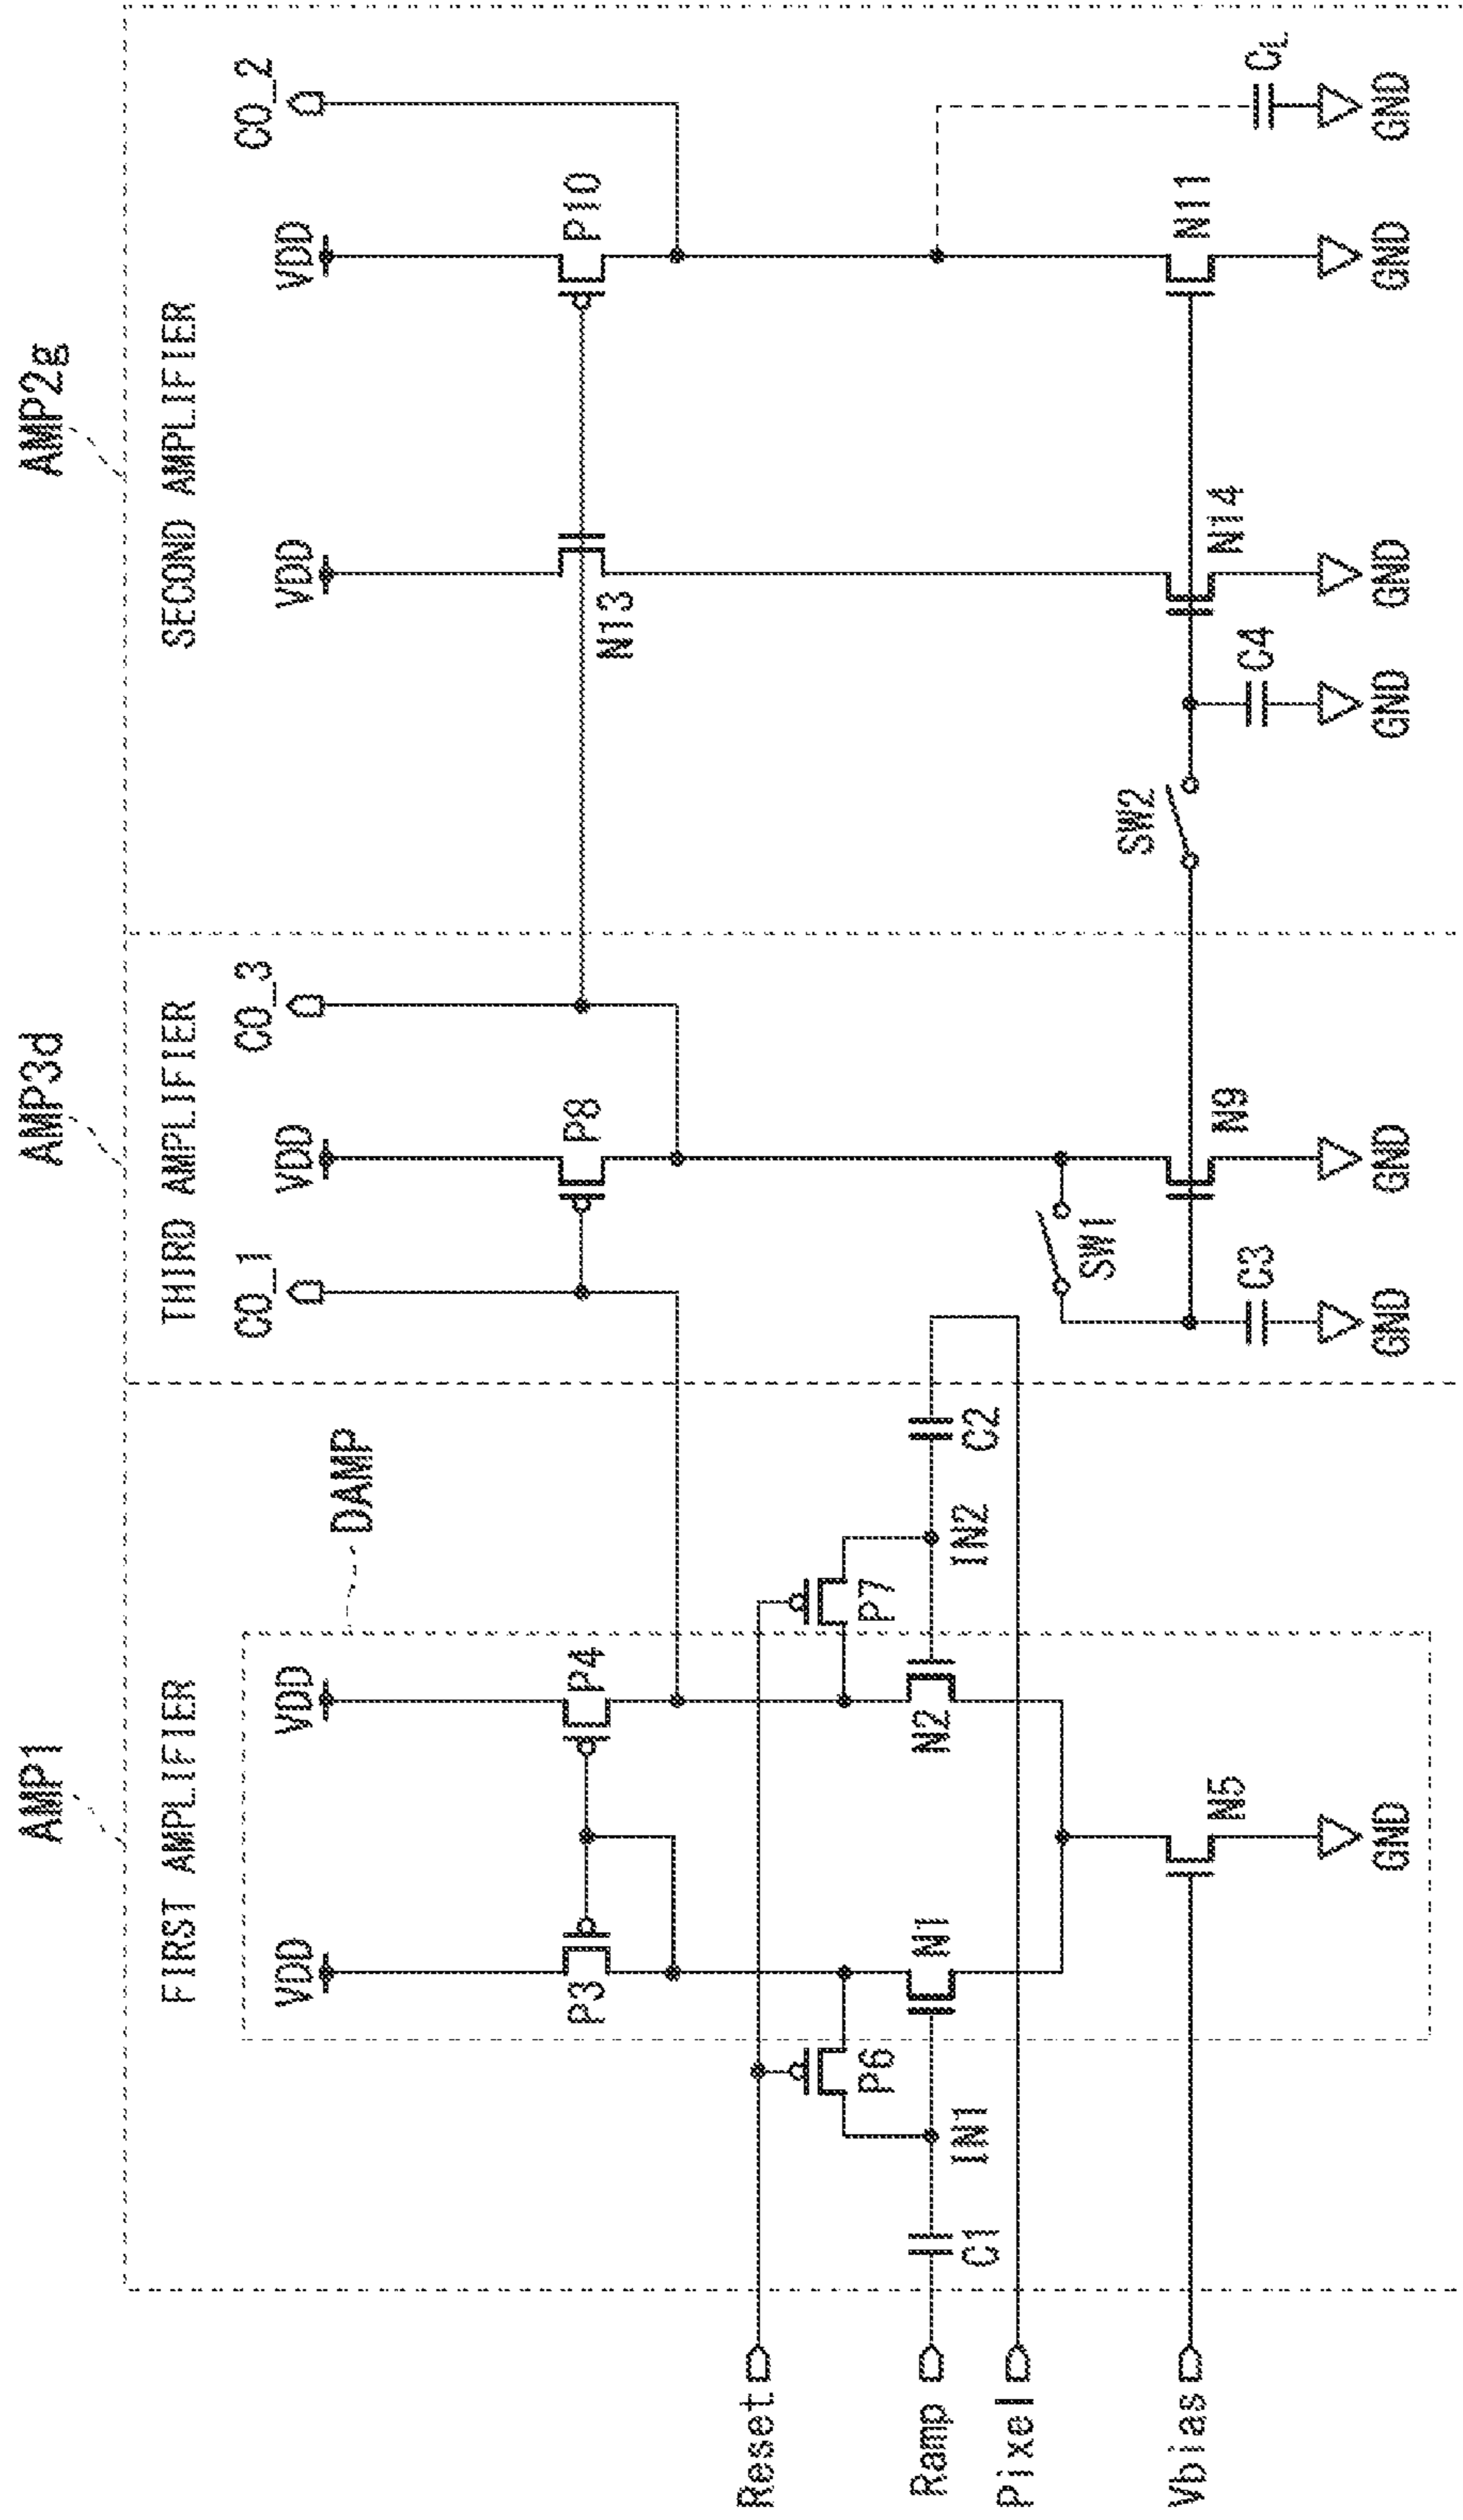 AMP1
AMP3d
AMP2g
FIRST AMPLIFIER
THIRD AMPLIFIER
SECOND AMPLIFIER
DAMP
CO_1
CO_3
CO_2
VDD
VDD
VDD
VDD
VDD
P3
P4
P8
N13
P10
Reset
P6
P7
Ramp
C1
IN1
N1
N2
IN2
C2
Pixel
SW1
SW2
Vbias
N5
C3
N9
C4
N14
N11
CL
GND
GND
GND
GND
GND
GND
GND